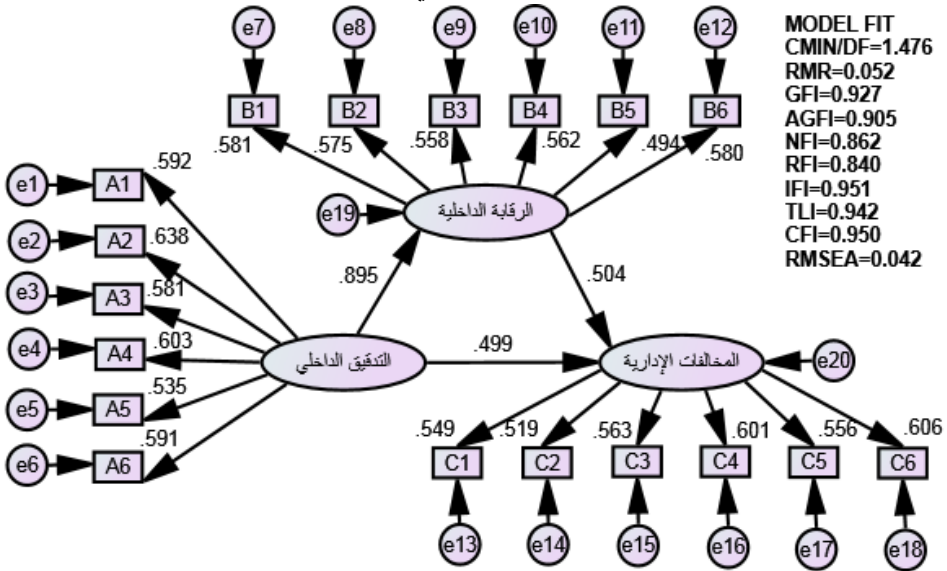 e7 e8 e9 e10 e11 e12
B1 B2 B3 B4 B5 B6
.581 .575 .558 .562 .494 .580
MODEL FIT
CMIN/DF=1.476
RMR=0.052
GFI=0.927
AGFI=0.905
NFI=0.862
RFI=0.840
IFI=0.951
TLI=0.942
CFI=0.950
RMSEA=0.042
e1 A1 .592
e2 A2 .638
e3 A3 .581
e4 A4 .603
e5 A5 .535
e6 A6 .591
e19 الرقابة الداخلية
.895 .504
التدقيق الداخلي .499 المخالفات الإدارية e20
.549 .519 .563 .601 .556 .606
C1 C2 C3 C4 C5 C6
e13 e14 e15 e16 e17 e18